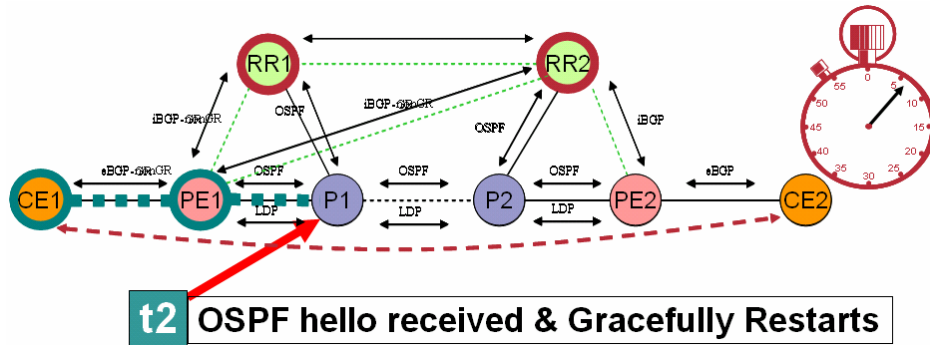 RR1
RR2
OSPF
OSPF
iBGP
eBGP
OSPF
OSPF
OSPF
eBGP
CE1
PE1
P1
P2
PE2
CE2
LDP
LDP
LDP
0
5
10
15
20
25
30
35
40
45
50
55
t2 OSPF hello received & Gracefully Restarts